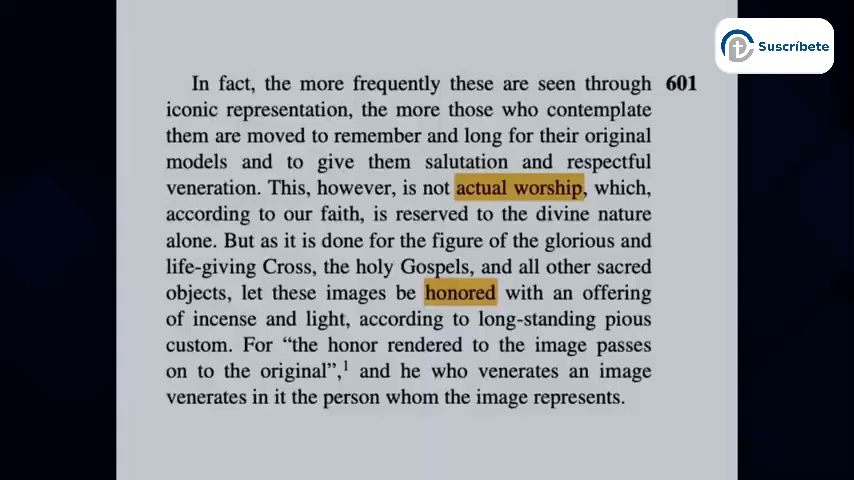 Suscríbete
In fact, the more frequently these are seen through 601
iconic representation, the more those who contemplate
them are moved to remember and long for their original
models and to give them salutation and respectful
veneration. This, however, is not actual worship, which,
according to our faith, is reserved to the divine nature
alone. But as it is done for the figure of the glorious and
life-giving Cross, the holy Gospels, and all other sacred
objects, let these images be honored with an offering
of incense and light, according to long-standing pious
custom. For “the honor rendered to the image passes
on to the original”,¹ and he who venerates an image
venerates in it the person whom the image represents.